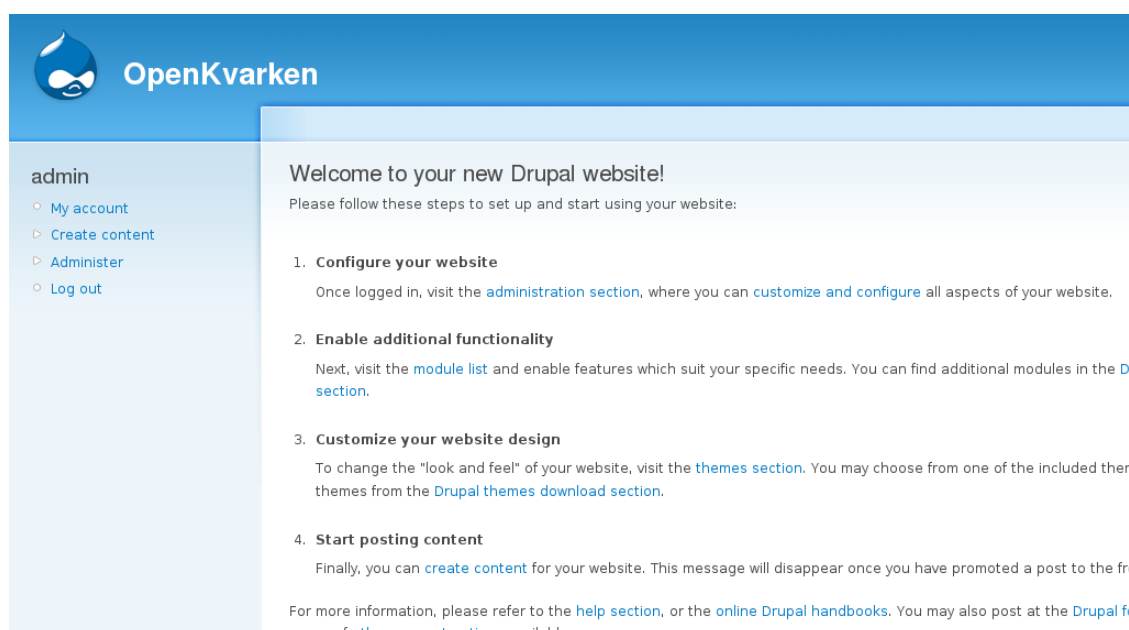 OpenKvarken
admin
My account
Create content
Administer
Log out
Welcome to your new Drupal website!
Please follow these steps to set up and start using your website:
1. Configure your website
Once logged in, visit the administration section, where you can customize and configure all aspects of your website.
2. Enable additional functionality
Next, visit the module list and enable features which suit your specific needs. You can find additional modules in the
section.
3. Customize your website design
To change the "look and feel" of your website, visit the themes section. You may choose from one of the included
themes from the Drupal themes download section.
4. Start posting content
Finally, you can create content for your website. This message will disappear once you have promoted a post to the
For more information, please refer to the help section, or the online Drupal handbooks. You may also post at the Drupal